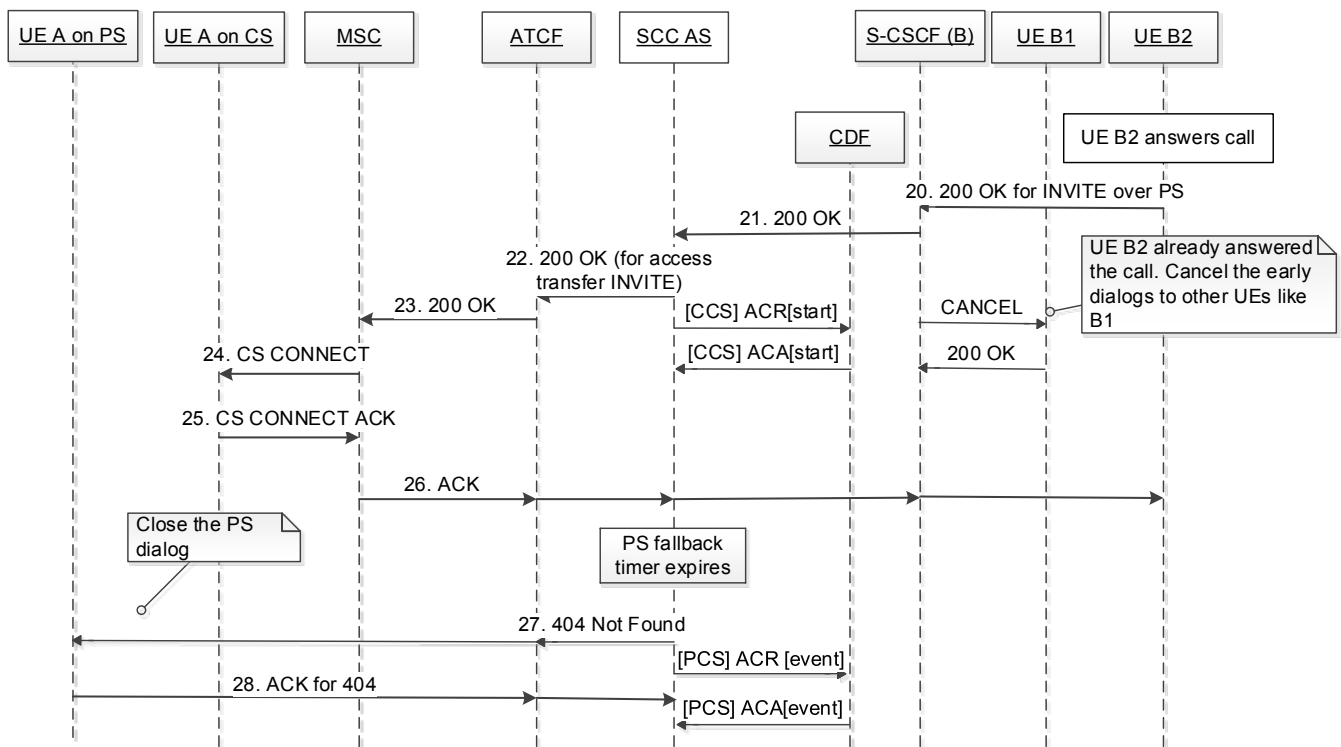 UE A on PS
UE A on CS
MSC
ATCF
SCC AS
S-CSCF (B)
UE B1
UE B2
CDF
UE B2 answers call
20. 200 OK for INVITE over PS
21. 200 OK
UE B2 already answered
the call. Cancel the early
dialogs to other UEs like
B1
22. 200 OK (for access
transfer INVITE)
23. 200 OK
[CCS] ACR[start]
CANCEL
24. CS CONNECT
[CCS] ACA[start]
200 OK
25. CS CONNECT ACK
26. ACK
Close the PS
dialog
PS fallback
timer expires
27. 404 Not Found
[PCS] ACR [event]
28. ACK for 404
[PCS] ACA[event]